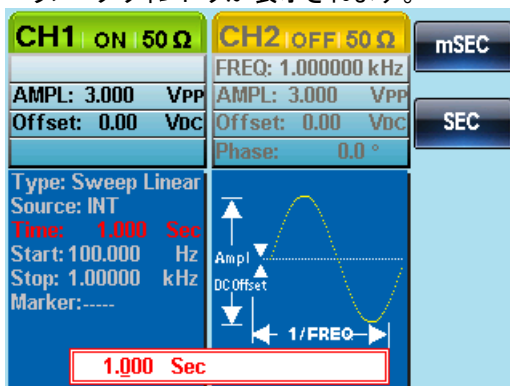 CH1 ON 50 Ω
CH2 OFF 50 Ω
mSEC
FREQ: 1.000000 kHz
AMPL: 3.000 VPP
AMPL: 3.000 VPP
Offset: 0.00 VDC
Offset: 0.00 VDC
SEC
Phase: 0.0 °
Type: Sweep Linear
Source: INT
Time: 1.000 Sec
Start: 100.000 Hz
Stop: 1.00000 kHz
Marker:-----
Ampl
DC Offset
1/FREQ
1.000 Sec